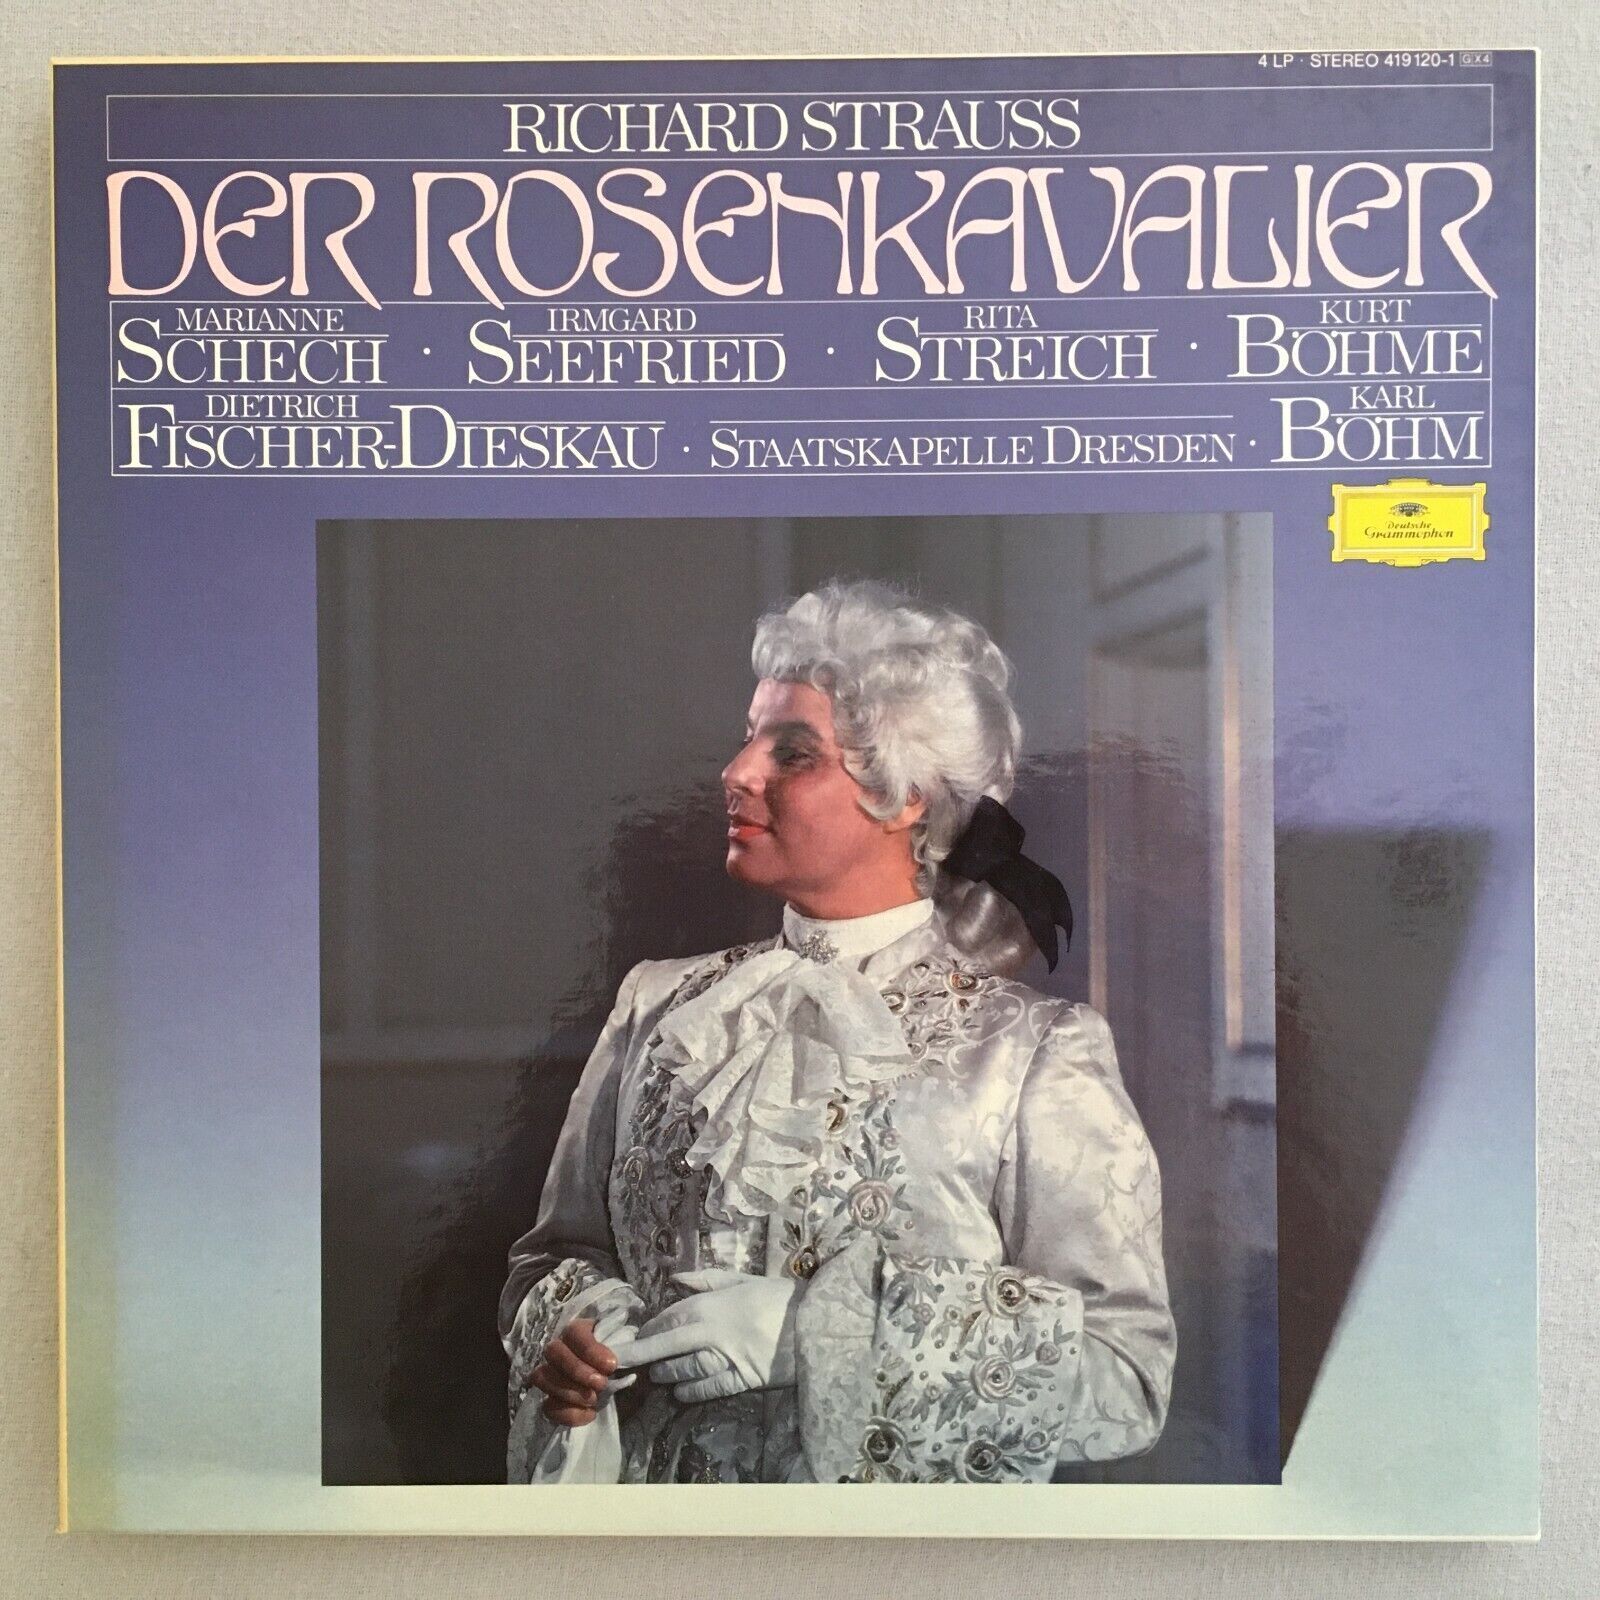 4 LP · STEREO 419 120-1 GX4
RICHARD STRAUSS
DER ROSENKAVALIER
MARIANNE SCHECH · IRMGARD SEEFRIED · RITA STREICH · KURT BÖHME
DIETRICH FISCHER-DIESKAU · STAATSKAPELLE DRESDEN · KARL BÖHM
Deutsche
Grammophon